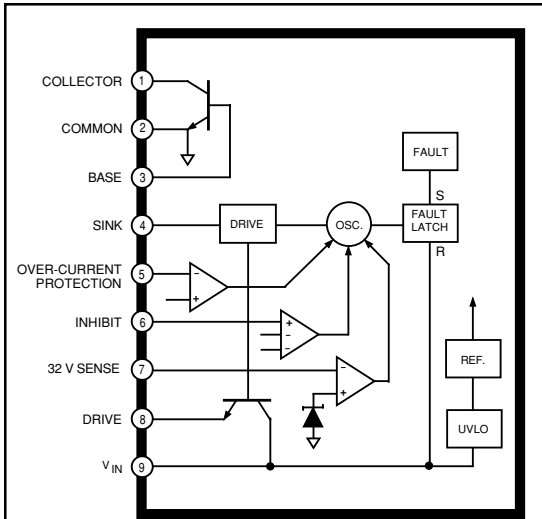 COLLECTOR
1
COMMON
2
BASE
3
SINK
4
OVER-CURRENT
PROTECTION
5
INHIBIT
6
32 V SENSE
7
DRIVE
8
V IN
9
DRIVE
OSC.
FAULT
S
FAULT
LATCH
R
REF.
UVLO
–
+
+
–
–
–
+